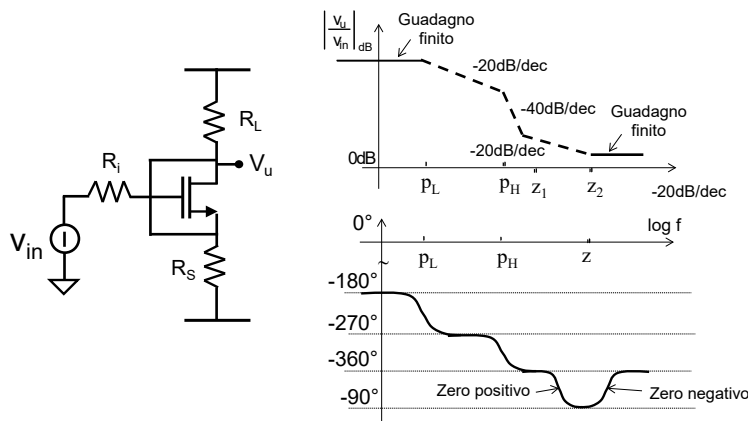 R_L
R_i
V_u
V_in
R_S
|v_u/v_in|_dB
Guadagno
finito
-20dB/dec
-40dB/dec
Guadagno
finito
-20dB/dec
0dB
p_L
p_H
z_1
z_2
-20dB/dec
0°
log f
~
p_L
p_H
z
-180°
-270°
-360°
Zero positivo
Zero negativo
-90°